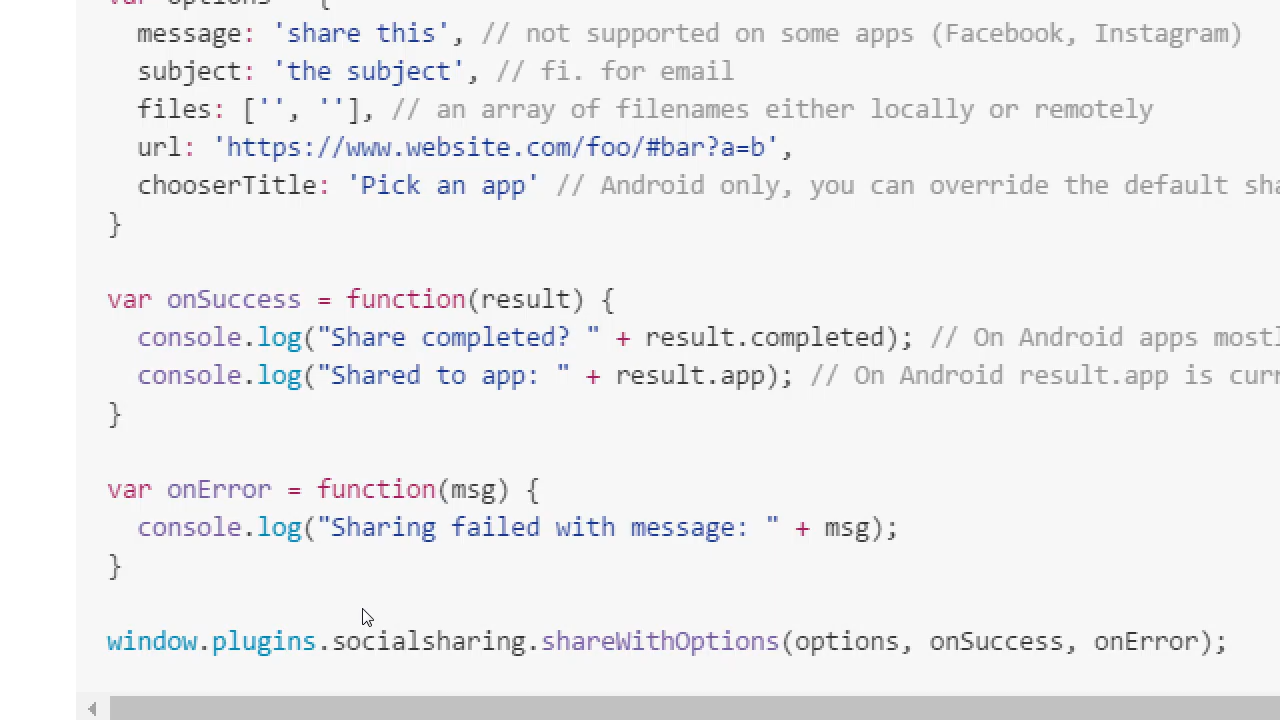 var options = {
message: 'share this', // not supported on some apps (Facebook, Instagram)
subject: 'the subject', // fi. for email
files: ['', ''], // an array of filenames either locally or remotely
url: 'https://www.website.com/foo/#bar?a=b',
chooserTitle: 'Pick an app' // Android only, you can override the default
}
var onSuccess = function(result) {
console.log("Share completed? " + result.completed); // On Android apps
console.log("Shared to app: " + result.app); // On Android result.app is
}
var onError = function(msg) {
console.log("Sharing failed with message: " + msg);
}
window.plugins.socialsharing.shareWithOptions(options, onSuccess, onError);